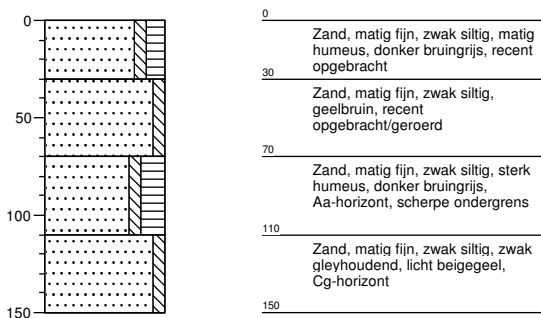 0
50
100
150
0
Zand, matig fijn, zwak siltig, matig
humeus, donker bruingrijs, recent
opgebracht
30
Zand, matig fijn, zwak siltig,
geelbruin, recent
opgebracht/geroerd
70
Zand, matig fijn, zwak siltig, sterk
humeus, donker bruingrijs,
Aa-horizont, scherpe ondergrens
110
Zand, matig fijn, zwak siltig, zwak
gleyhoudend, licht beigegeel,
Cg-horizont
150